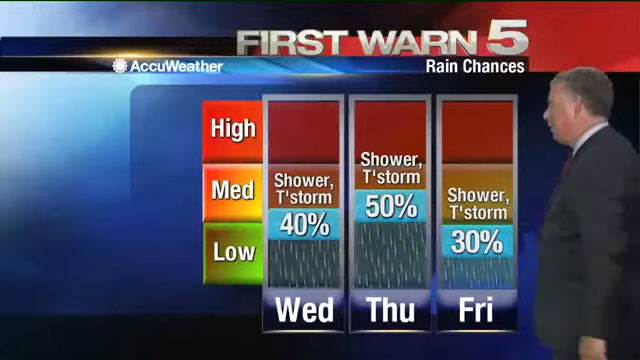 FIRST WARN 5
AccuWeather
Rain Chances
High
Med
Low
Shower,
T'storm
40%
Shower,
T'storm
50%
Shower,
T'storm
30%
Wed
Thu
Fri